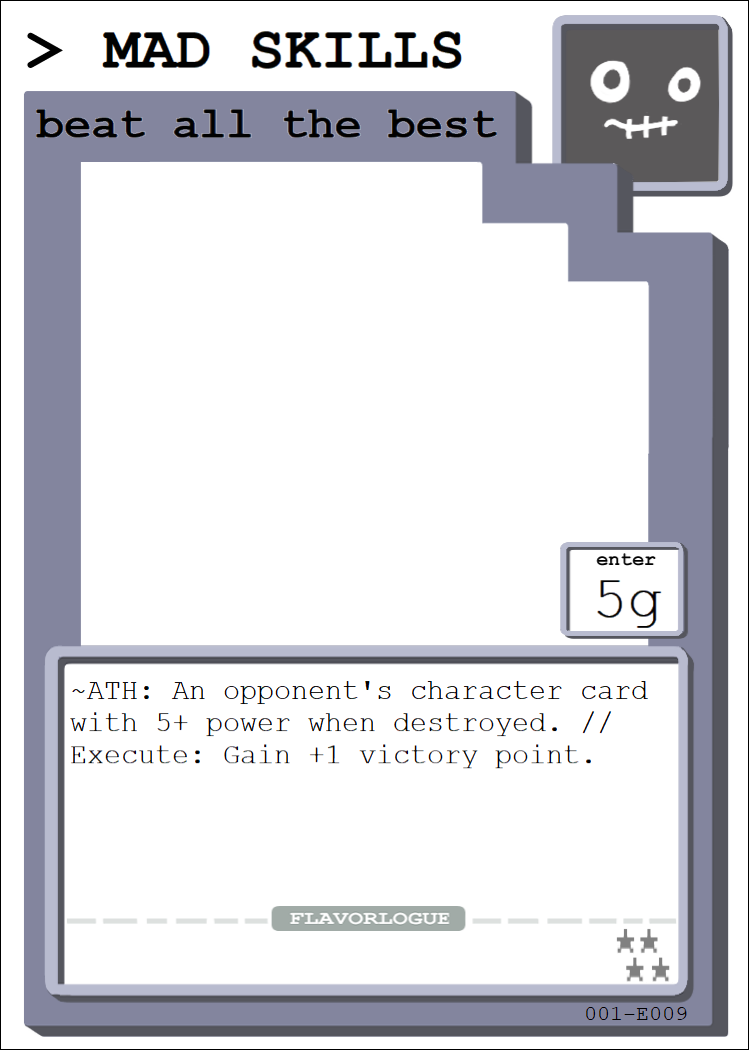 > MAD SKILLS
beat all the best
enter
5g
~ATH: An opponent's character card
with 5+ power when destroyed. //
Execute: Gain +1 victory point.
FLAVORLOGUE
001-E009